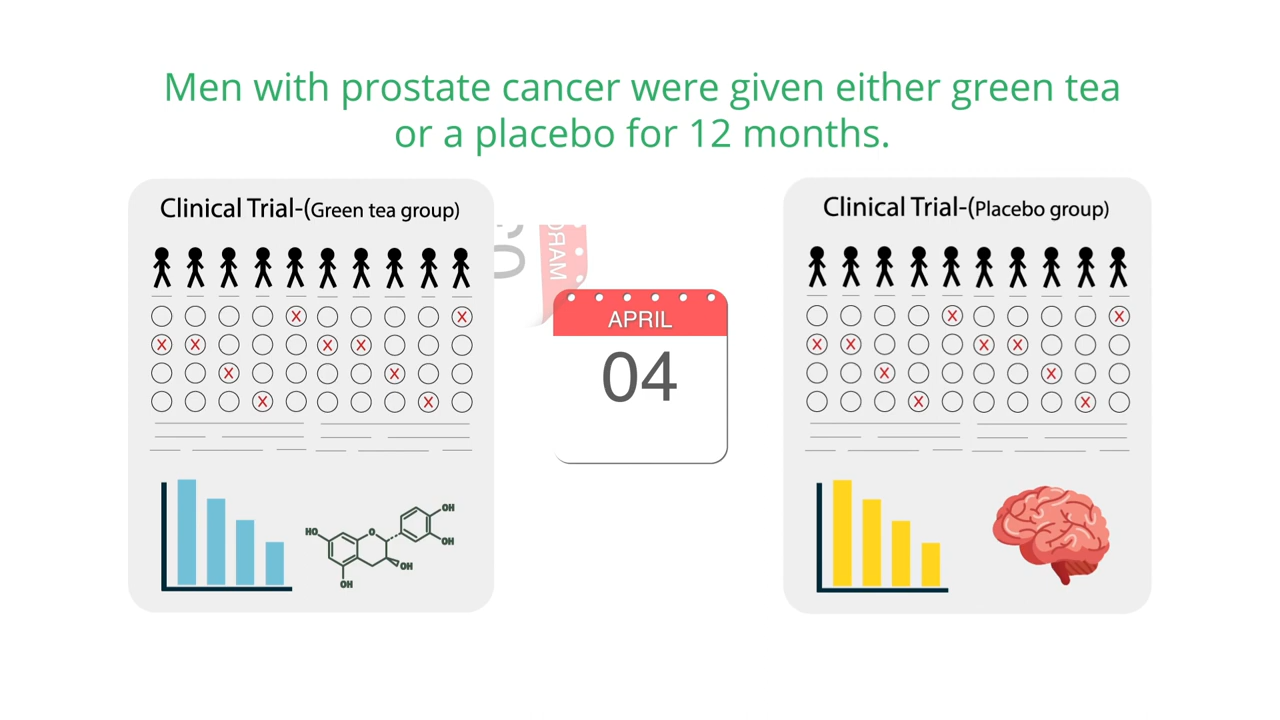 Men with prostate cancer were given either green tea
or a placebo for 12 months.
Clinical Trial-(Green tea group)
Clinical Trial-(Placebo group)
MAR
APRIL
04
X X
X X X X
X X
X X
X X
X X X X
X X
X X
OH
HO
O
OH
OH
OH